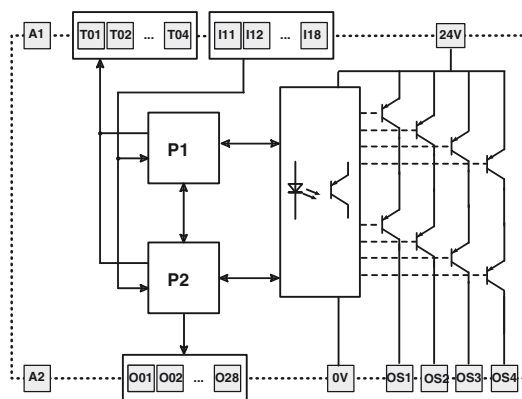 A1 T01 T02 ... T04 I11 I12 ... I18 24V
P1
P2
A2 O01 O02 ... O28 0V OS1 OS2 OS3 OS4